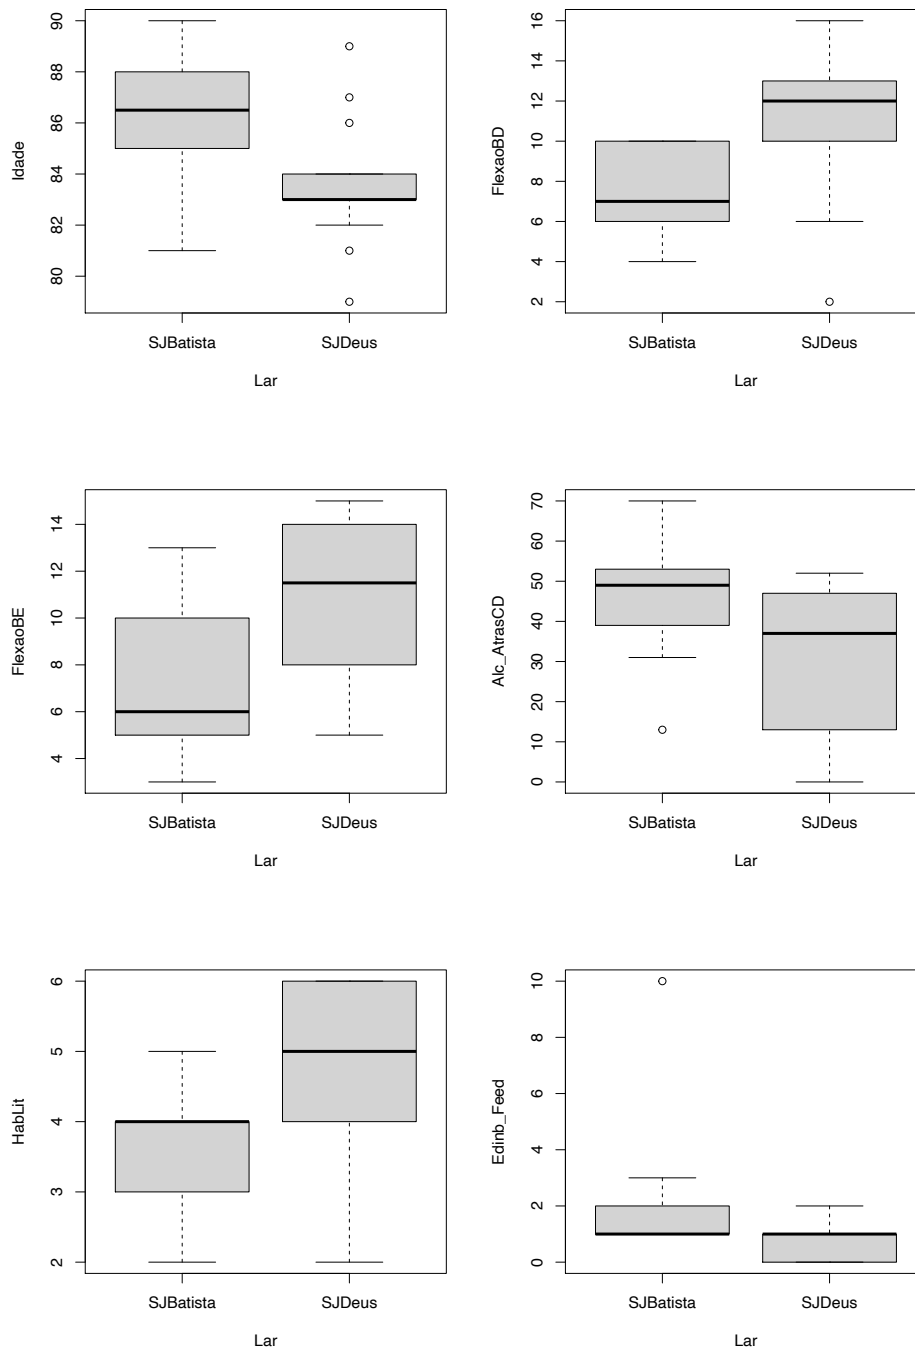 Idade
90
88
86
84
82
80
SJBatista SJDeus
Lar
FlexaoBD
16
14
12
10
8
6
4
2
SJBatista SJDeus
Lar
FlexaoBE
14
12
10
8
6
4
SJBatista SJDeus
Lar
Alc_AtrasCD
70
60
50
40
30
20
10
0
SJBatista SJDeus
Lar
HabLit
6
5
4
3
2
SJBatista SJDeus
Lar
Edinb_Feed
10
8
6
4
2
0
SJBatista SJDeus
Lar